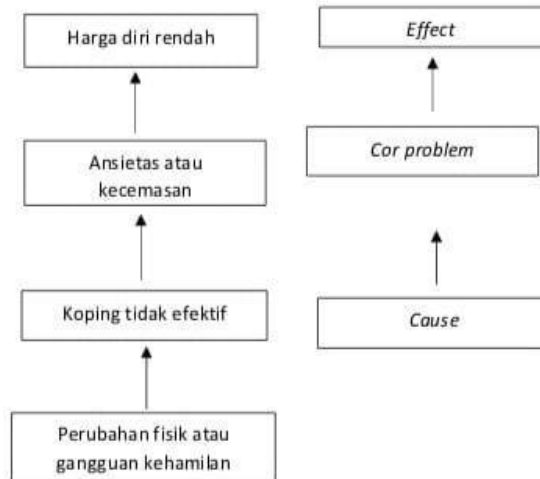 Harga diri rendah
Ansietas atau
kecemasan
Koping tidak efektif
Perubahan fisik atau
gangguan kehamilan
Effect
Cor problem
Cause